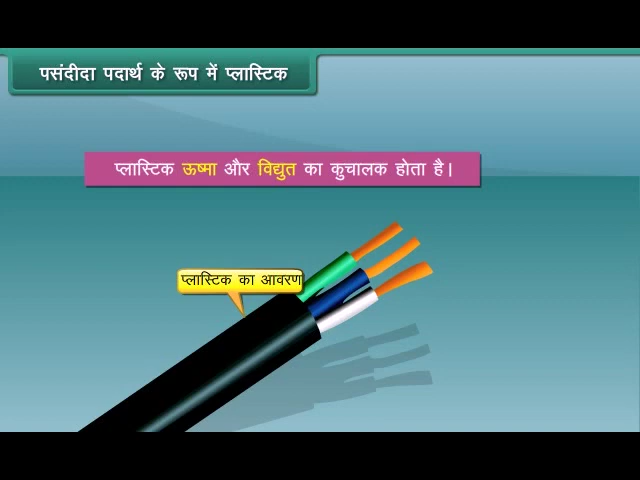 पसंदीदा पदार्थ के रूप में प्लास्टिक
प्लास्टिक ऊष्मा और विद्युत का कुचालक होता है।
प्लास्टिक का आवरण